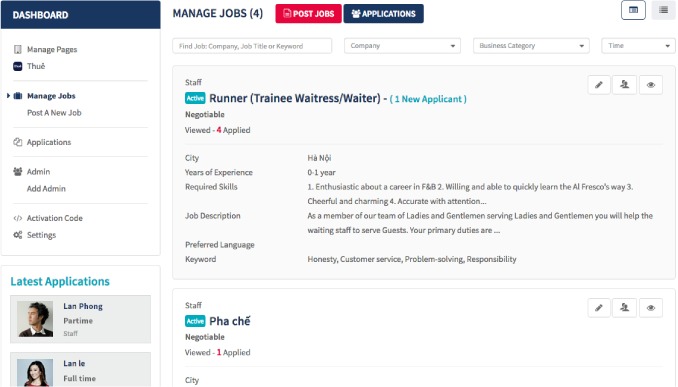 DASHBOARD
Manage Pages
Thuê
Manage Jobs
Post A New Job
Applications
Admin
Add Admin
Activation Code
Settings
Latest Applications
Lan Phong
Partime
Staff
Lan le
Full time
MANAGE JOBS (4)
POST JOBS
APPLICATIONS
Find Job: Company, Job Title or Keyword
Company
Business Category
Time
Staff
Active Runner (Trainee Waitress/Waiter) - ( 1 New Applicant )
Negotiable
Viewed - 4 Applied
City Hà Nội
Years of Experience 0-1 year
Required Skills 1. Enthusiastic about a career in F&B 2. Willing and able to quickly learn the Al Fresco's way 3.
Cheerful and charming 4. Accurate with attention...
Job Description As a member of our team of Ladies and Gentlemen serving Ladies and Gentlemen you will help the
waiting staff to serve Guests. Your primary duties are ...
Preferred Language
Keyword Honesty, Customer service, Problem-solving, Responsibility
Staff
Active Pha chế
Negotiable
Viewed - 1 Applied
City